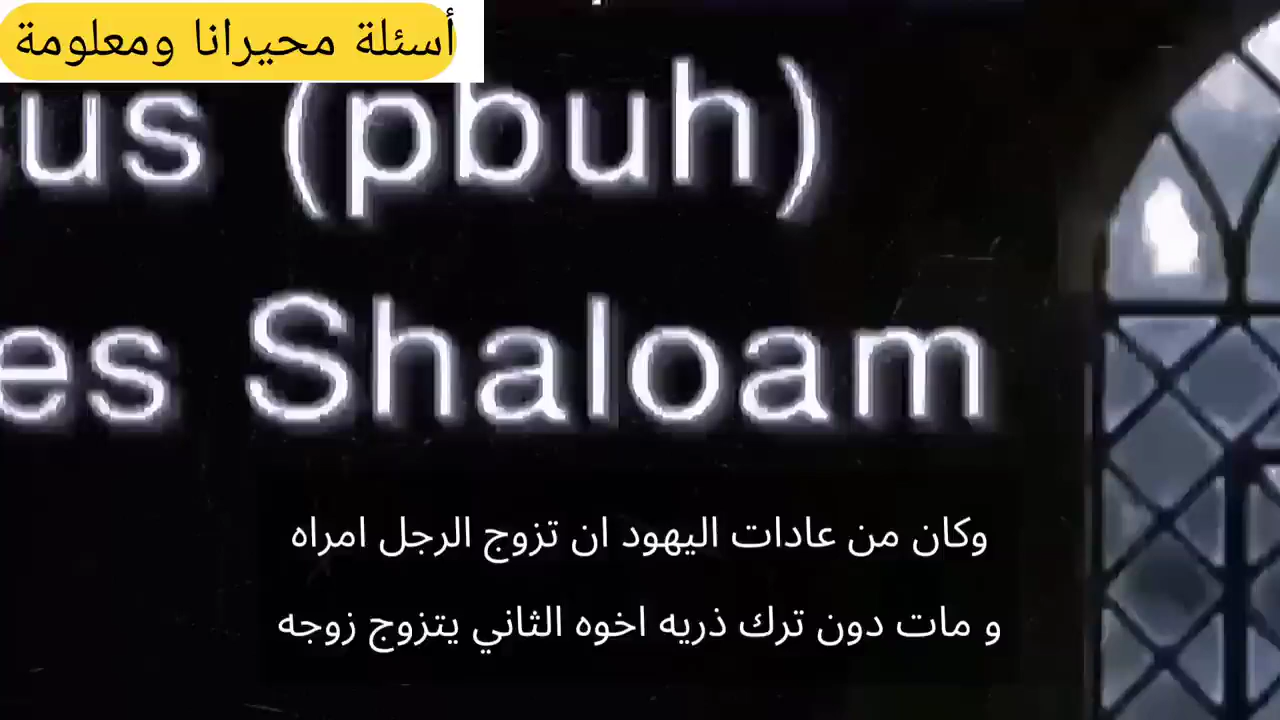 أسئلة محيرانا ومعلومة
us (pbuh)
es Shaloam
وكان من عادات اليهود ان تزوج الرجل امراه
و مات دون ترك ذريه اخوه الثاني يتزوج زوجه